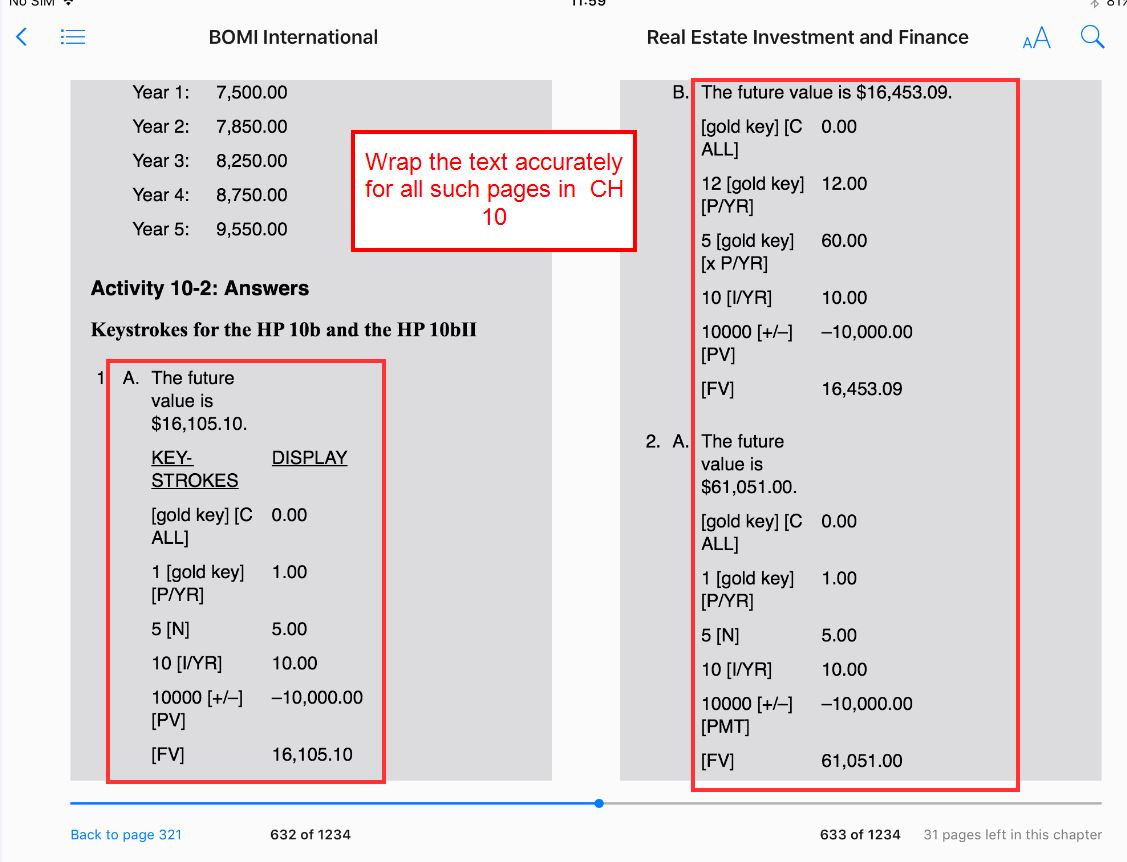 No SIM
11:59
BOMI International
Real Estate Investment and Finance
AA
Year 1: 7,500.00
Year 2: 7,850.00
Year 3: 8,250.00
Year 4: 8,750.00
Year 5: 9,550.00
Wrap the text accurately
for all such pages in CH
10
Activity 10-2: Answers
Keystrokes for the HP 10b and the HP 10bII
1 A. The future
value is
$16,105.10.
KEY- DISPLAY
STROKES
[gold key] [C 0.00
ALL]
1 [gold key] 1.00
[P/YR]
5 [N] 5.00
10 [I/YR] 10.00
10000 [+/–] –10,000.00
[PV]
[FV] 16,105.10
B. The future value is $16,453.09.
[gold key] [C 0.00
ALL]
12 [gold key] 12.00
[P/YR]
5 [gold key] 60.00
[x P/YR]
10 [I/YR] 10.00
10000 [+/–] –10,000.00
[PV]
[FV] 16,453.09
2. A. The future
value is
$61,051.00.
[gold key] [C 0.00
ALL]
1 [gold key] 1.00
[P/YR]
5 [N] 5.00
10 [I/YR] 10.00
10000 [+/–] –10,000.00
[PMT]
[FV] 61,051.00
Back to page 321
632 of 1234
633 of 1234
31 pages left in this chapter